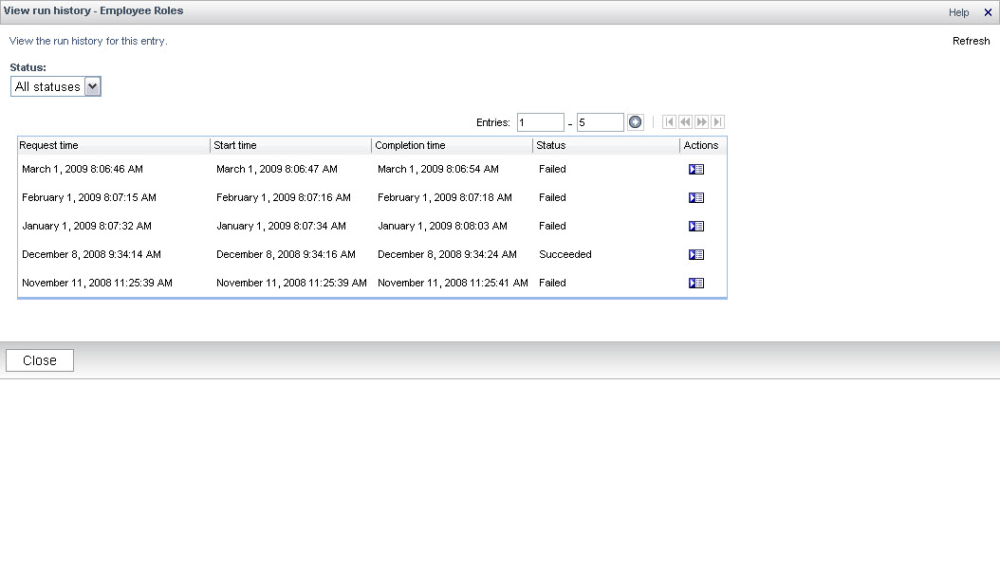 View run history - Employee Roles
Help
View the run history for this entry.
Refresh
Status:
All statuses
Entries: 1 - 5
Request time Start time Completion time Status Actions
March 1, 2009 8:06:46 AM March 1, 2009 8:06:47 AM March 1, 2009 8:06:54 AM Failed
February 1, 2009 8:07:15 AM February 1, 2009 8:07:16 AM February 1, 2009 8:07:18 AM Failed
January 1, 2009 8:07:32 AM January 1, 2009 8:07:34 AM January 1, 2009 8:08:03 AM Failed
December 8, 2008 9:34:14 AM December 8, 2008 9:34:16 AM December 8, 2008 9:34:24 AM Succeeded
November 11, 2008 11:25:39 AM November 11, 2008 11:25:39 AM November 11, 2008 11:25:41 AM Failed
Close